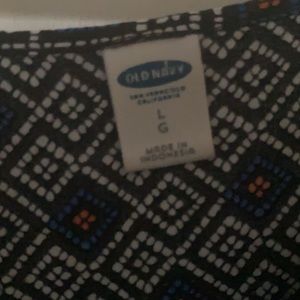 OLD NAVY
SAN FRANCISCO
CALIFORNIA
L
G
MADE IN
INDONESIA